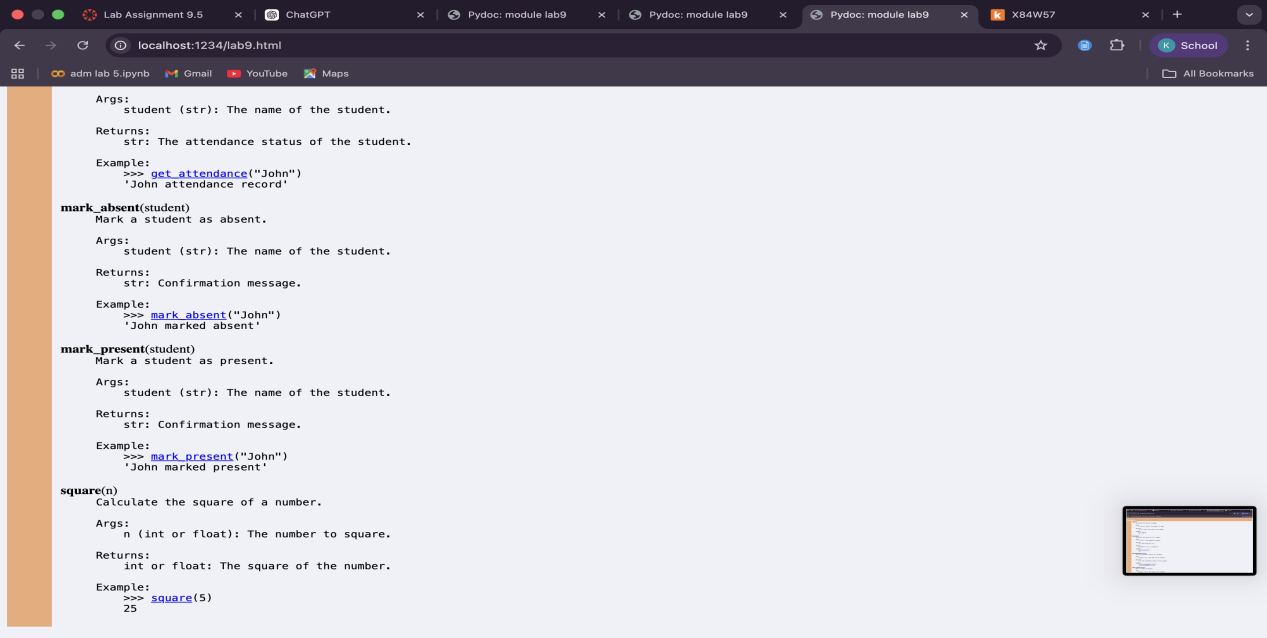 Lab Assignment 9.5
ChatGPT
Pydoc: module lab9
Pydoc: module lab9
Pydoc: module lab9
X84W57
localhost:1234/lab9.html
K School
adm lab 5.ipynb
Gmail
YouTube
Maps
All Bookmarks
Args:
student (str): The name of the student.
Returns:
str: The attendance status of the student.
Example:
>>> get_attendance("John")
'John attendance record'
mark_absent(student)
Mark a student as absent.
Args:
student (str): The name of the student.
Returns:
str: Confirmation message.
Example:
>>> mark_absent("John")
'John marked absent'
mark_present(student)
Mark a student as present.
Args:
student (str): The name of the student.
Returns:
str: Confirmation message.
Example:
>>> mark_present("John")
'John marked present'
square(n)
Calculate the square of a number.
Args:
n (int or float): The number to square.
Returns:
int or float: The square of the number.
Example:
>>> square(5)
25